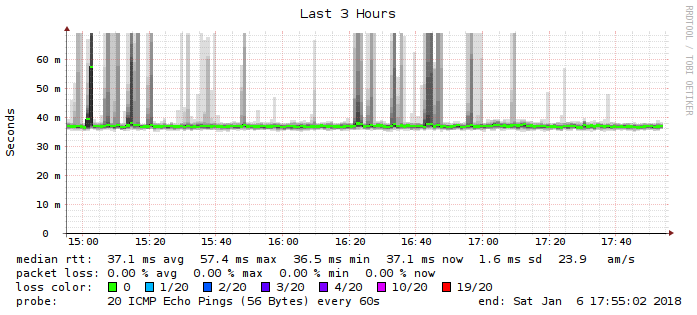 Last 3 Hours
RRDTOOL / TOBI OETIKER
Seconds
60 m
50 m
40 m
30 m
20 m
10 m
0
15:00 15:20 15:40 16:00 16:20 16:40 17:00 17:20 17:40
median rtt: 37.1 ms avg 57.4 ms max 36.5 ms min 37.1 ms now 1.6 ms sd 23.9 am/s
packet loss: 0.00 % avg 0.00 % max 0.00 % min 0.00 % now
loss color: 0 1/20 2/20 3/20 4/20 10/20 19/20
probe: 20 ICMP Echo Pings (56 Bytes) every 60s end: Sat Jan 6 17:55:02 2018